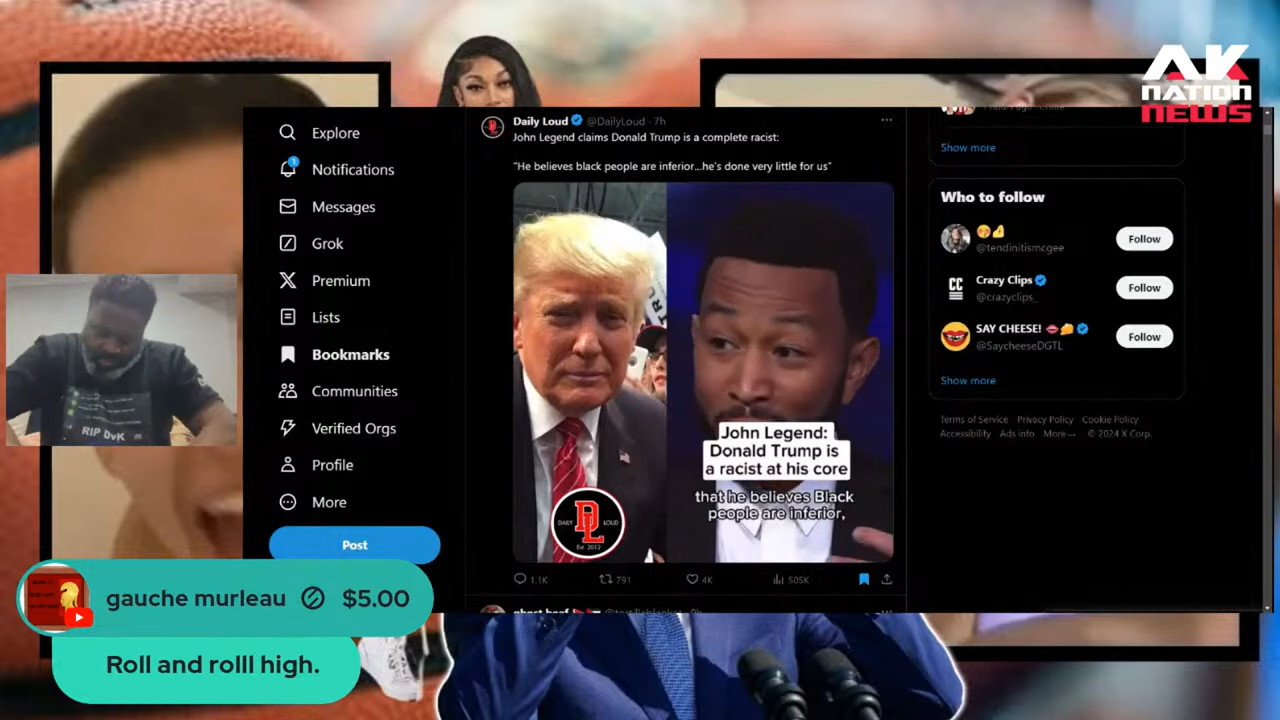 AK
NATION
NEWS
Explore
Notifications
1
Messages
Grok
Premium
Lists
Bookmarks
Communities
Verified Orgs
Profile
More
Post
Daily Loud @DailyLoud · 7h
John Legend claims Donald Trump is a complete racist:
"He believes black people are inferior...he's done very little for us"
John Legend:
Donald Trump is
a racist at his core
that he believes Black
people are inferior,
DAILY DL LOUD
Est. 2012
1.1K 791 4K 505K
Show more
Who to follow
@tendinitismcgee
Follow
CC
Crazy Clips
@crazyclips_
Follow
SAY CHEESE!
@SaycheeseDGTL
Follow
Show more
Terms of Service Privacy Policy Cookie Policy
Accessibility Ads info More ··· © 2024 X Corp.
RIP DvK
gauche murleau $5.00
Roll and rolll high.